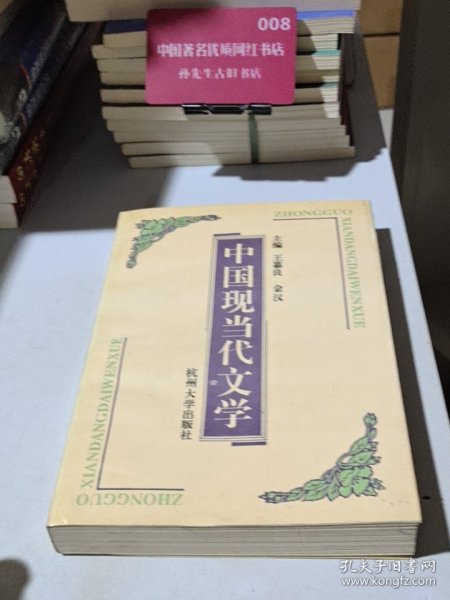 008
中国著名优质网红书店
孙先生占旧书店
ZHONGGUO
XIANDANGDAIWENXUE
主编 王嘉良 金汉
中国现当代文学
杭州大学出版社
XIANDANGDAIWENXUE
ZHONGGUO
孔夫子旧书网
www.kongfz.com